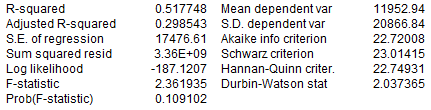 R-squared 0.517748 Mean dependent var 11952.94
Adjusted R-squared 0.298543 S.D. dependent var 20866.84
S.E. of regression 17476.61 Akaike info criterion 22.72008
Sum squared resid 3.36E+09 Schwarz criterion 23.01415
Log likelihood -187.1207 Hannan-Quinn criter. 22.74931
F-statistic 2.361935 Durbin-Watson stat 2.037365
Prob(F-statistic) 0.109102